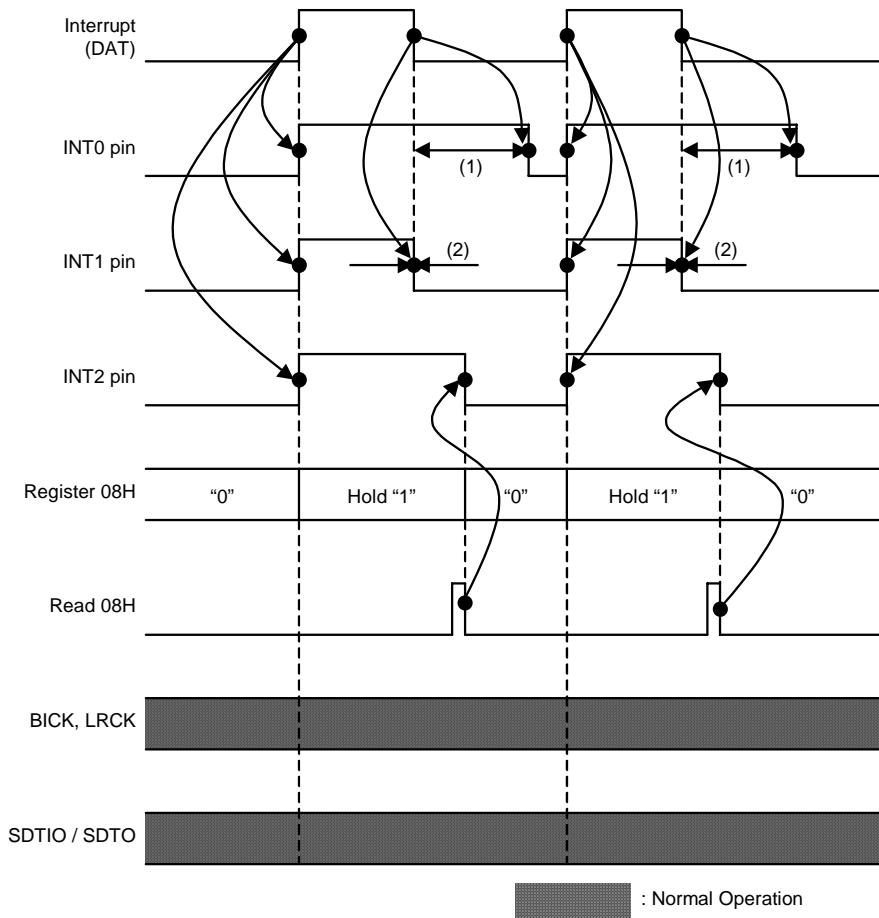 Interrupt
(DAT)
INT0 pin
(1)
(1)
INT1 pin
(2)
(2)
INT2 pin
Register 08H
“0”
Hold “1”
“0”
Hold “1”
“0”
Read 08H
BICK, LRCK
SDTIO / SDTO
: Normal Operation